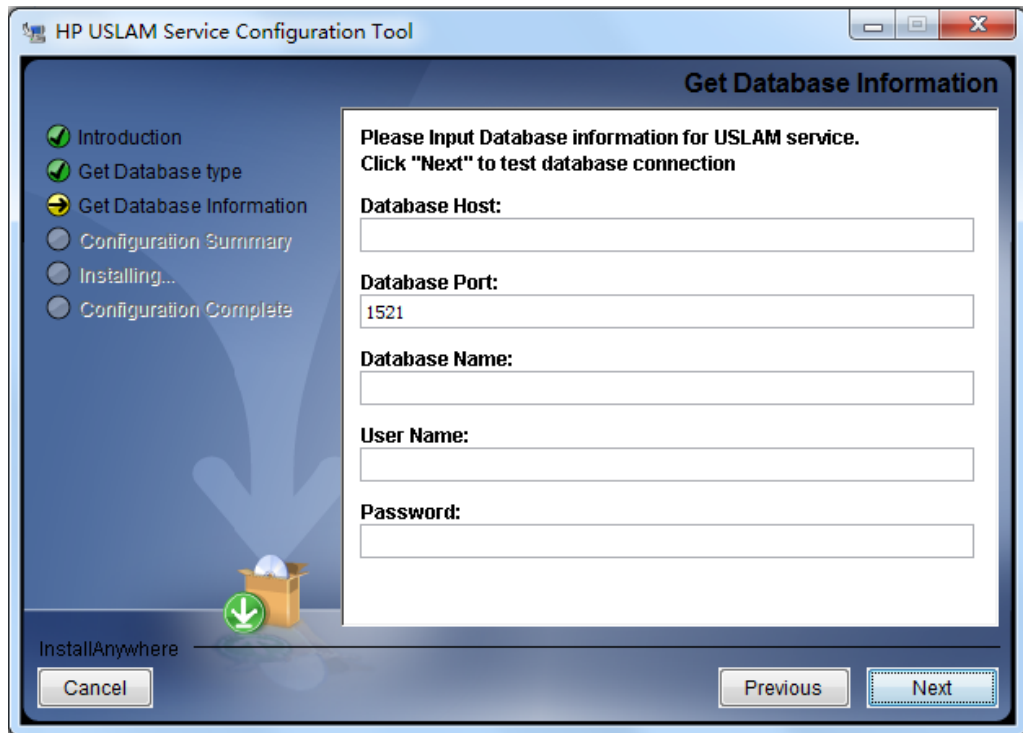 HP USLAM Service Configuration Tool
Get Database Information
Introduction
Get Database type
Get Database Information
Configuration Summary
Installing...
Configuration Complete
Please Input Database information for USLAM service.
Click "Next" to test database connection
Database Host:
Database Port:
1521
Database Name:
User Name:
Password:
InstallAnywhere
Cancel
Previous
Next